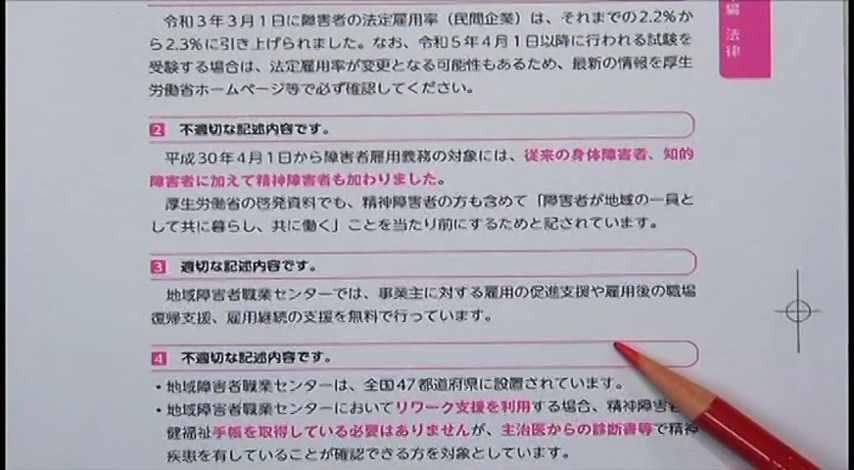 令和3年3月1日に障害者の法定雇用率（民間企業）は、それまでの2.2%か
ら2.3%に引き上げられました。なお、令和5年4月1日以降に行われる試験を
受験する場合は、法定雇用率が変更となる可能性もあるため、最新の情報を厚生
労働省ホームページ等で必ず確認してください。
法律
2 不適切な記述内容です。
平成30年4月1日から障害者雇用義務の対象には、従来の身体障害者、知的
障害者に加えて精神障害者も加わりました。
厚生労働省の啓発資料でも、精神障害者の方も含めて「障害者が地域の一員と
して共に暮らし、共に働く」ことを当たり前にするためと記されています。
3 適切な記述内容です。
地域障害者職業センターでは、事業主に対する雇用の促進支援や雇用後の職場
復帰支援、雇用継続の支援を無料で行っています。
4 不適切な記述内容です。
・地域障害者職業センターは、全国47都道府県に設置されています。
・地域障害者職業センターにおいてリワーク支援を利用する場合、精神障害
健福祉手帳を取得している必要はありませんが、主治医からの診断書等で精神
疾患を有していることが確認できる方を対象としています。